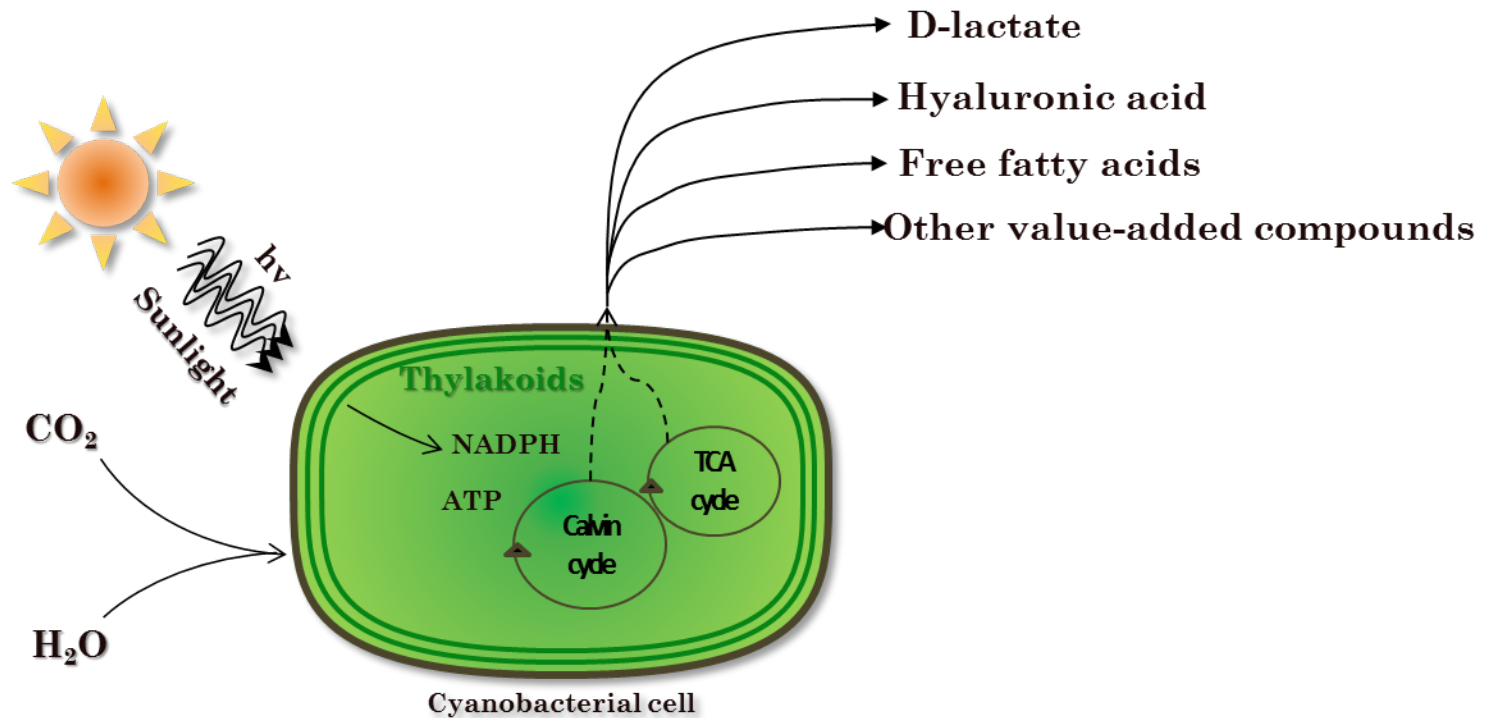 D-lactate
Hyaluronic acid
Free fatty acids
Other value-added compounds
hν
Sunlight
Thylakoids
CO₂
NADPH
TCA
cycle
ATP
Calvin
cycle
H₂O
Cyanobacterial cell